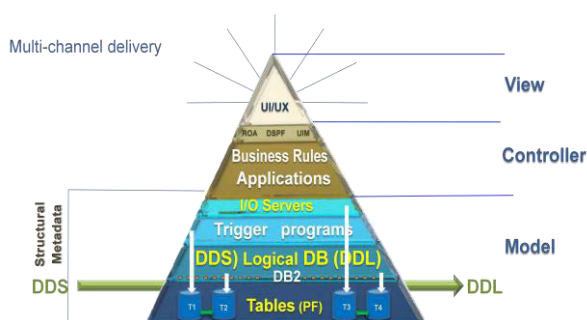 Multi-channel delivery
UI/UX
View
ROA DSPF UIM
Business Rules
Applications
Controller
I/O Servers
Trigger programs
Structural
Metadata
DDS) Logical DB (DDL)
Model
DB2
DDS
DDL
T1 T2 Tables (PF) T3 T4